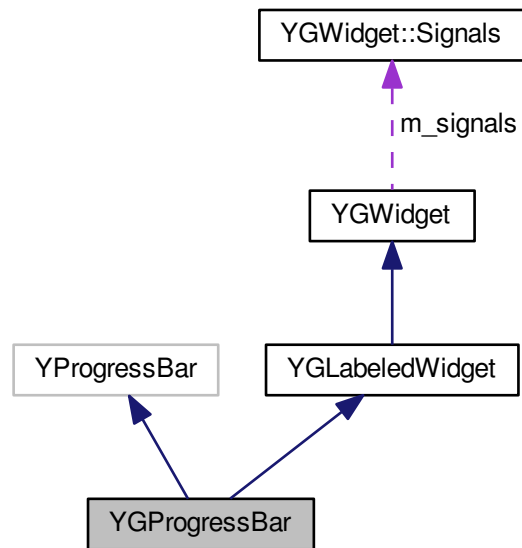 YGWidget::Signals
m_signals
YGWidget
YProgressBar
YGLabeledWidget
YGProgressBar